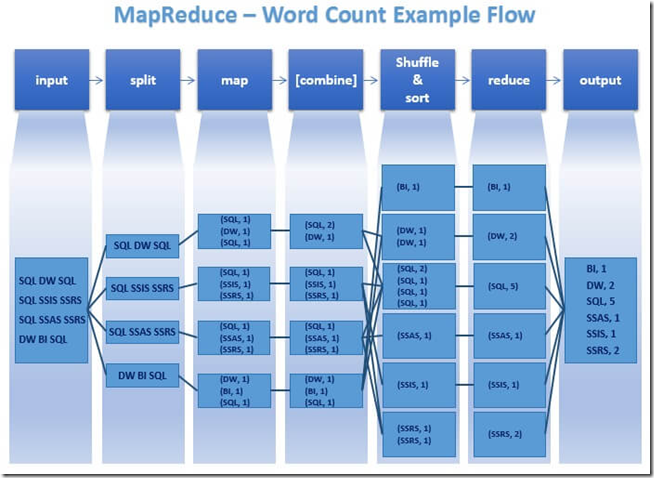 MapReduce – Word Count Example Flow
input
split
map
[combine]
Shuffle
&
sort
reduce
output
SQL DW SQL
SQL SSIS SSRS
SQL SSAS SSRS
DW BI SQL
SQL DW SQL
SQL SSIS SSRS
SQL SSAS SSRS
DW BI SQL
(SQL, 1)
(DW, 1)
(SQL, 1)
(SQL, 1)
(SSIS, 1)
(SSRS, 1)
(SQL, 1)
(SSAS, 1)
(SSRS, 1)
(DW, 1)
(BI, 1)
(SQL, 1)
(SQL, 2)
(DW, 1)
(SQL, 1)
(SSIS, 1)
(SSRS, 1)
(SQL, 1)
(SSAS, 1)
(SSRS, 1)
(DW, 1)
(BI, 1)
(SQL, 1)
(BI, 1)
(DW, 1)
(DW, 1)
(SQL, 2)
(SQL, 1)
(SQL, 1)
(SQL, 1)
(SSAS, 1)
(SSIS, 1)
(SSRS, 1)
(SSRS, 1)
(BI, 1)
(DW, 2)
(SQL, 5)
(SSAS, 1)
(SSIS, 1)
(SSRS, 2)
BI, 1
DW, 2
SQL, 5
SSAS, 1
SSIS, 1
SSRS, 2